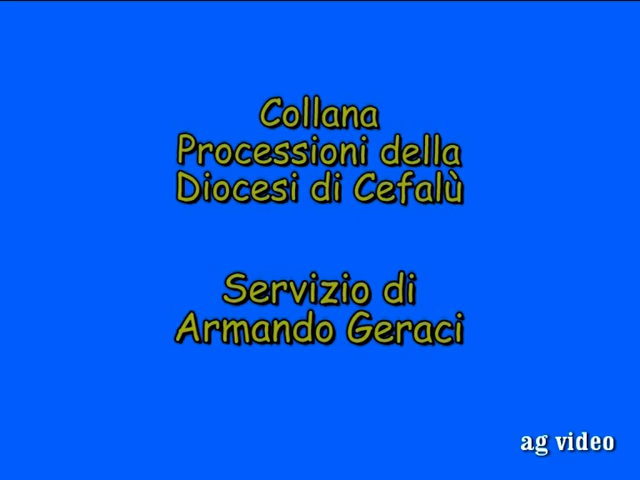 Collana
Processioni della
Diocesi di Cefalù
Servizio di
Armando Geraci
ag video